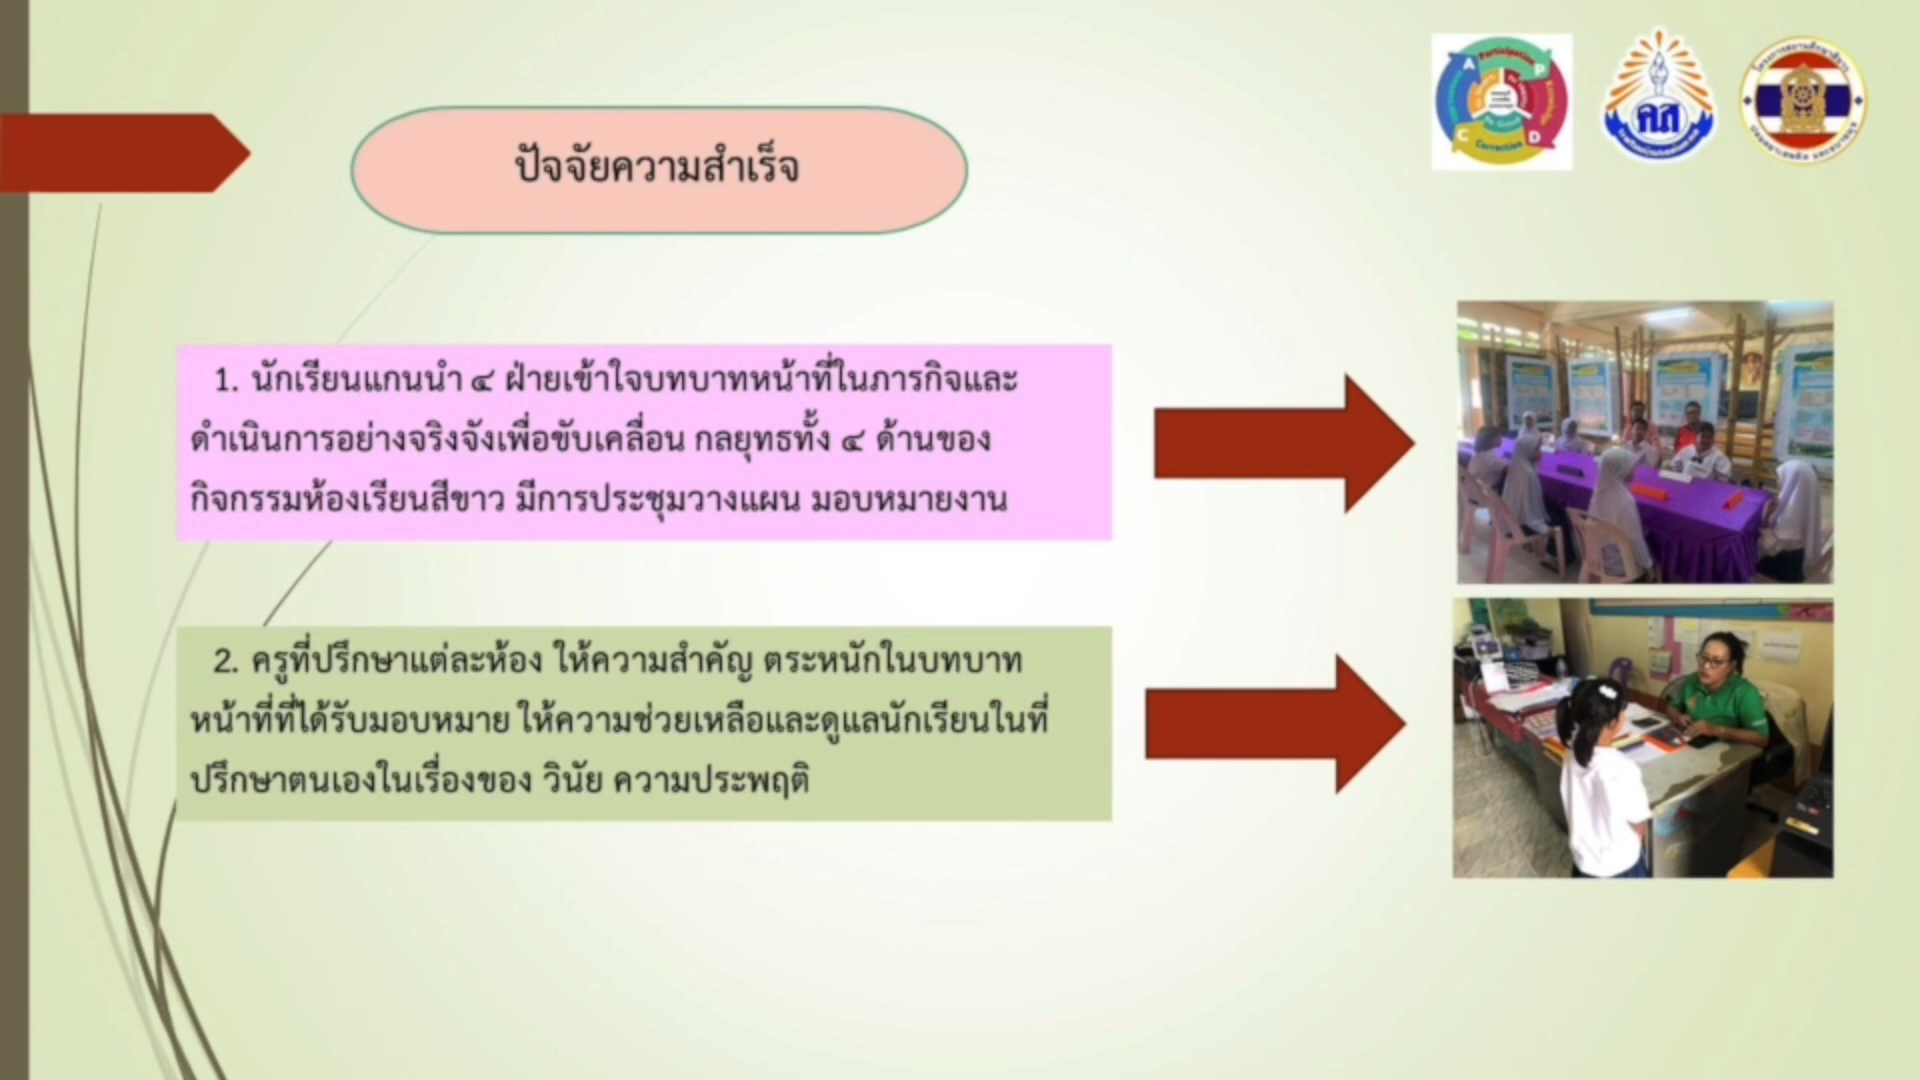 ปัจจัยความสำเร็จ
1. นักเรียนแกนนำ ๔ ฝ่ายเข้าใจบทบาทหน้าที่ในภารกิจและ
ดำเนินการอย่างจริงจังเพื่อขับเคลื่อน กลยุทธทั้ง ๔ ด้านของ
กิจกรรมห้องเรียนสีขาว มีการประชุมวางแผน มอบหมายงาน
2. ครูที่ปรึกษาแต่ละห้อง ให้ความสำคัญ ตระหนักในบทบาท
หน้าที่ที่ได้รับมอบหมาย ให้ความช่วยเหลือและดูแลนักเรียนในที่
ปรึกษาตนเองในเรื่องของ วินัย ความประพฤติ
A
Participation
P
D
Correction
C
คส